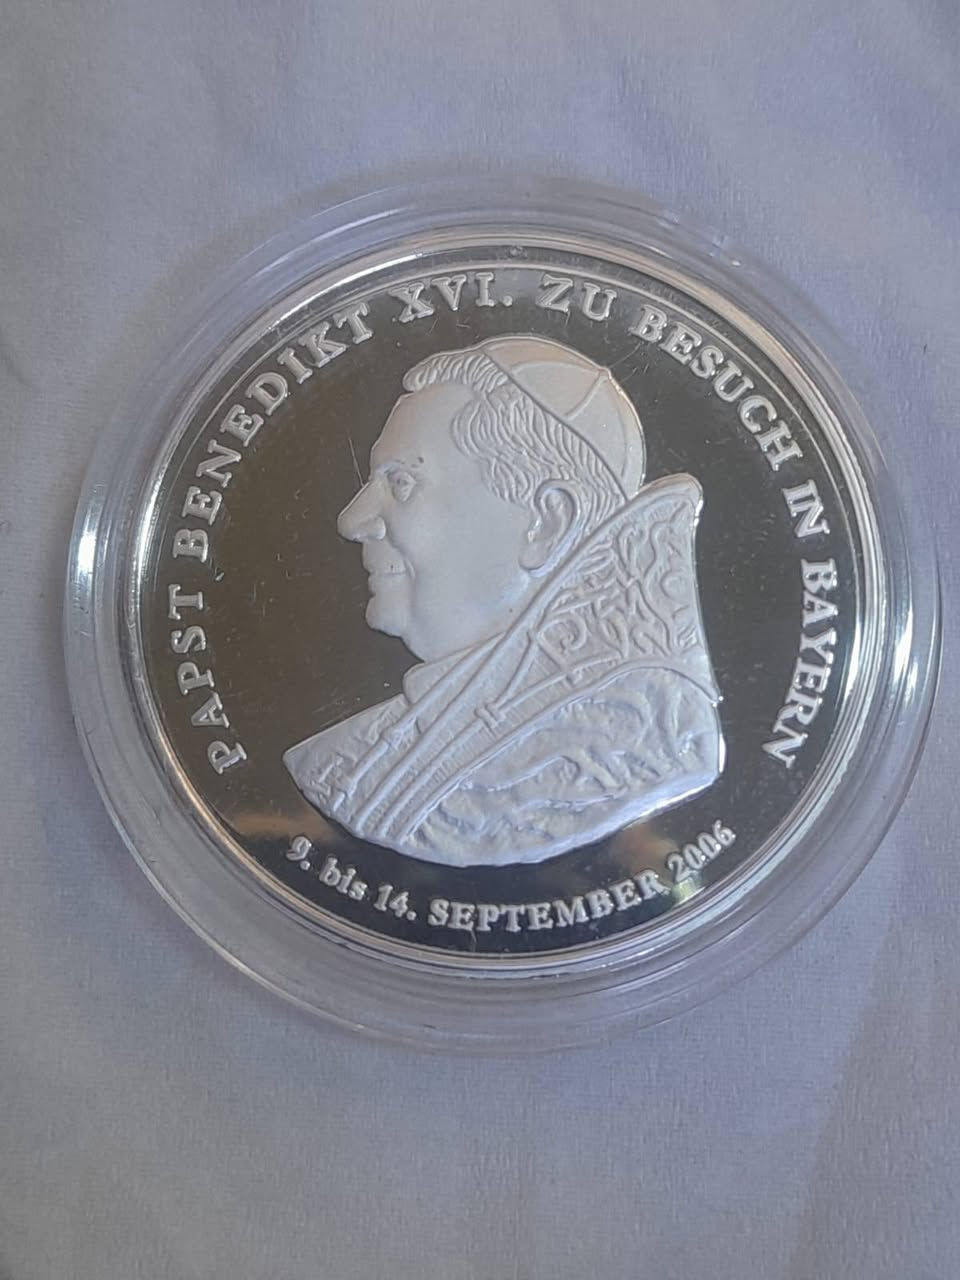 PAPST BENEDIKT XVI. ZU BESUCH IN BAYERN
9. bis 14. SEPTEMBER 2006